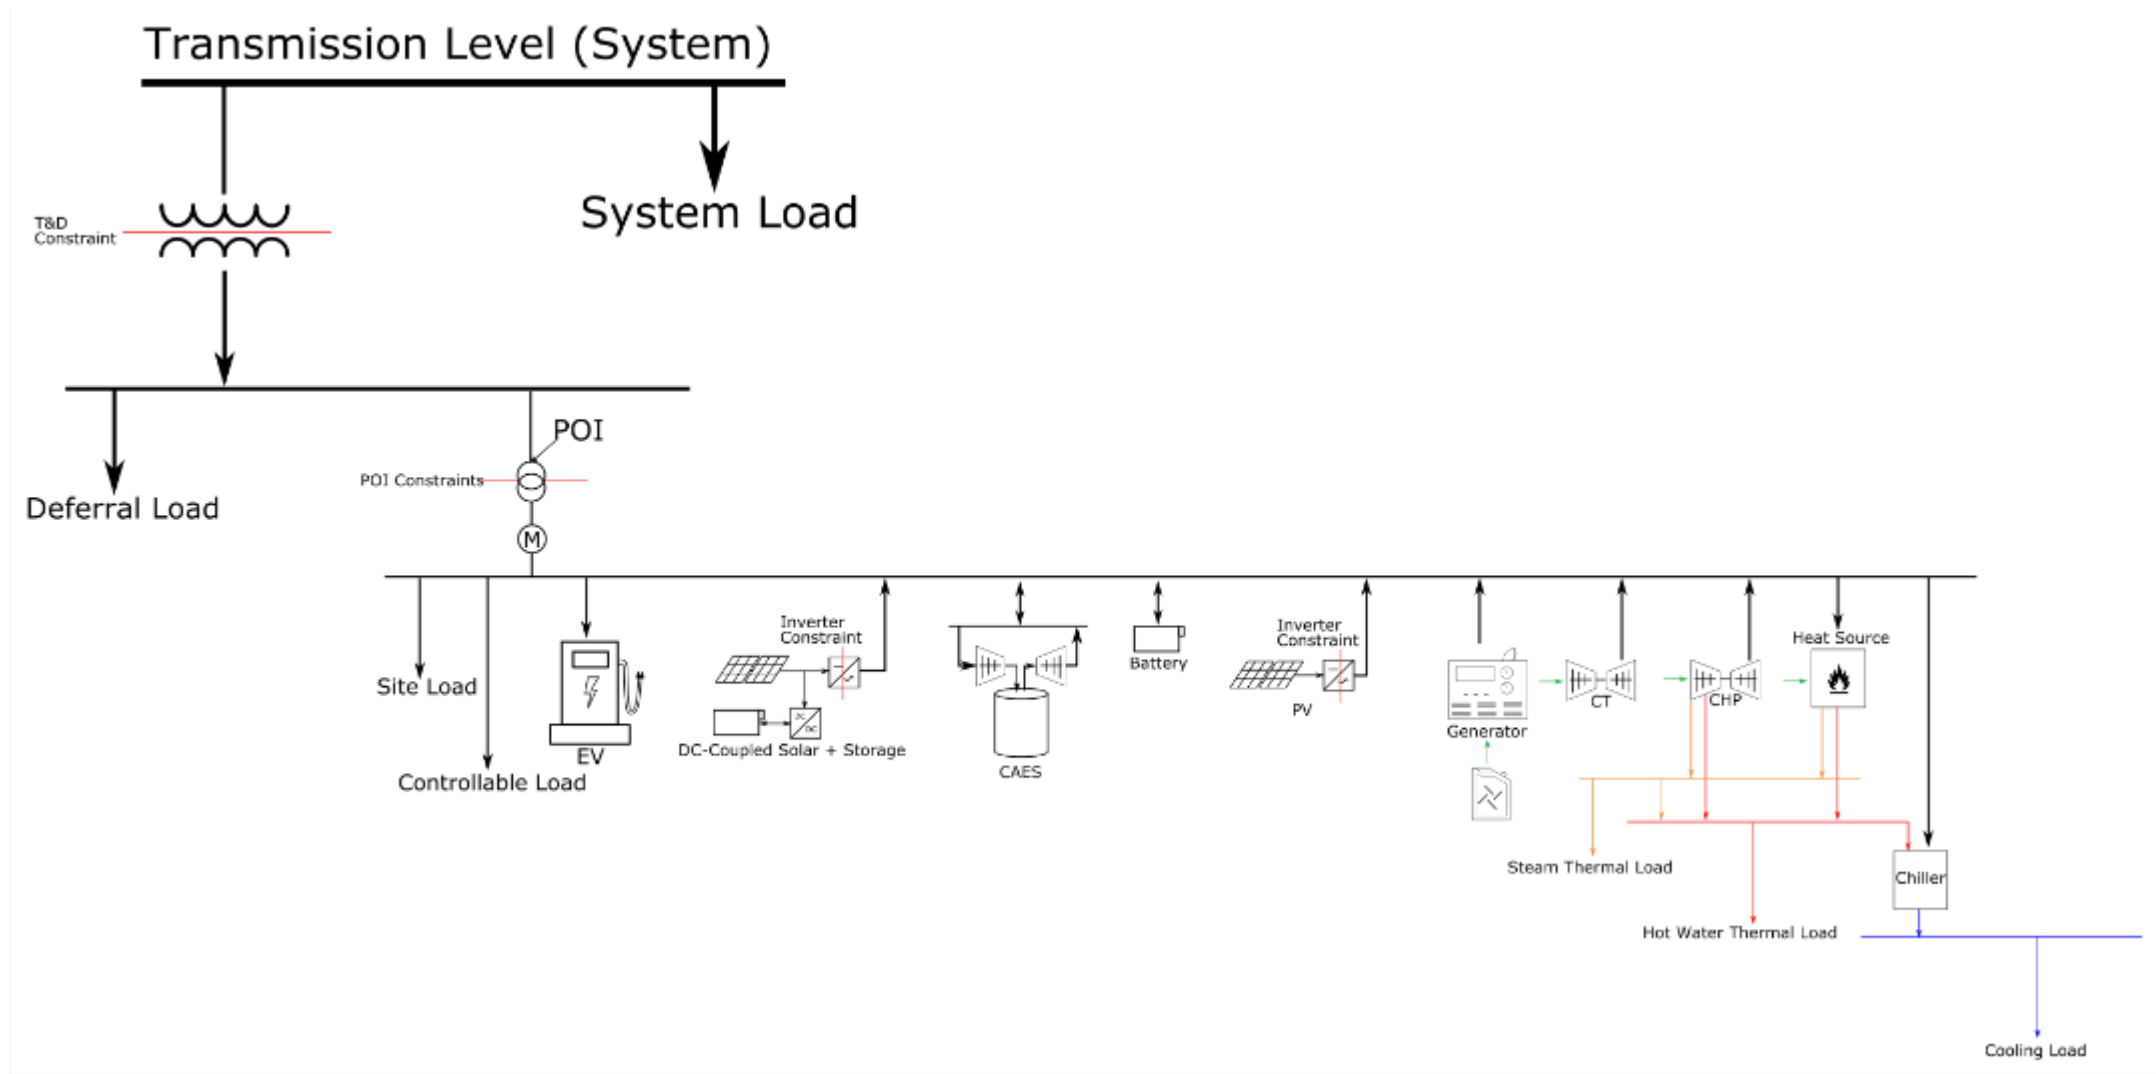 Transmission Level (System)
System Load
T&D
Constraint
POI
POI Constraints
M
Deferral Load
Site Load
Controllable Load
EV
Inverter
Constraint
DC
DC
DC-Coupled Solar + Storage
CAES
Battery
Inverter
Constraint
PV
Generator
CT
CHP
Heat Source
Steam Thermal Load
Hot Water Thermal Load
Chiller
Cooling Load